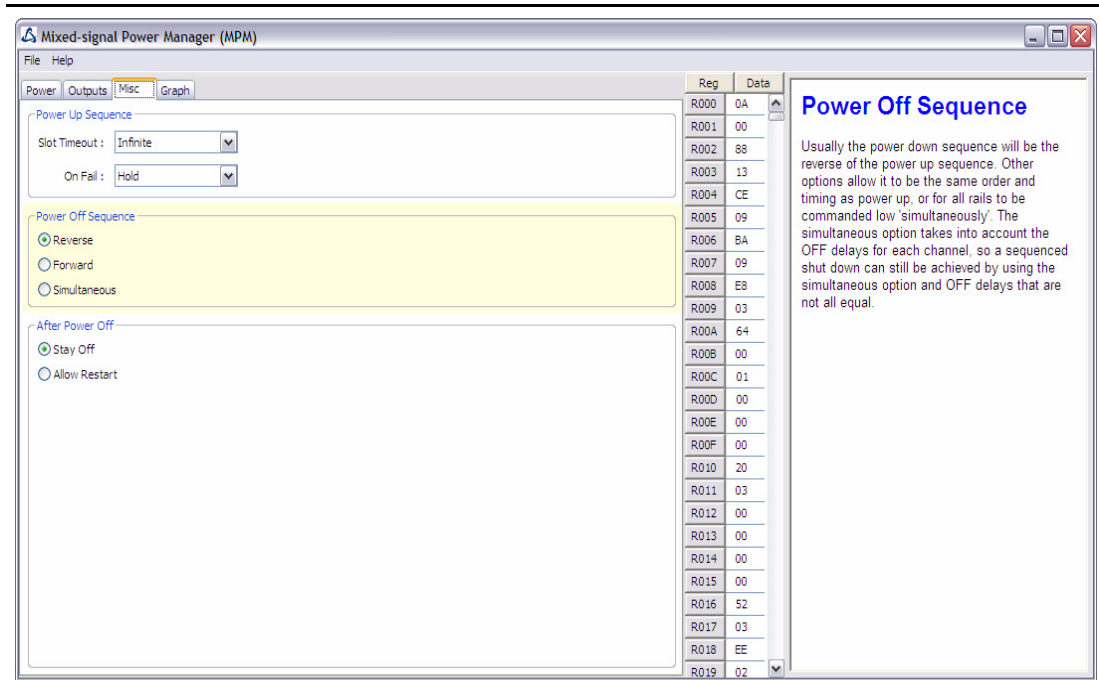 Mixed-signal Power Manager (MPM)
File Help
Power Outputs Misc Graph
Power Up Sequence
Slot Timeout : Infinite
On Fail : Hold
Power Off Sequence
Reverse
Forward
Simultaneous
After Power Off
Stay Off
Allow Restart
Reg Data
R000 0A
R001 00
R002 88
R003 13
R004 CE
R005 09
R006 BA
R007 09
R008 E8
R009 03
R00A 64
R00B 00
R00C 01
R00D 00
R00E 00
R00F 00
R010 20
R011 03
R012 00
R013 00
R014 00
R015 00
R016 52
R017 03
R018 EE
R019 02
Power Off Sequence
Usually the power down sequence will be the
reverse of the power up sequence. Other
options allow it to be the same order and
timing as power up, or for all rails to be
commanded low 'simultaneously'. The
simultaneous option takes into account the
OFF delays for each channel, so a sequenced
shut down can still be achieved by using the
simultaneous option and OFF delays that are
not all equal.